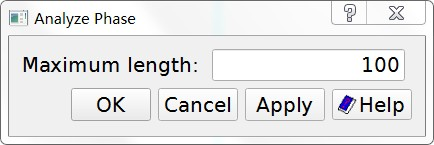 Analyze Phase
Maximum length: 100
OK Cancel Apply Help